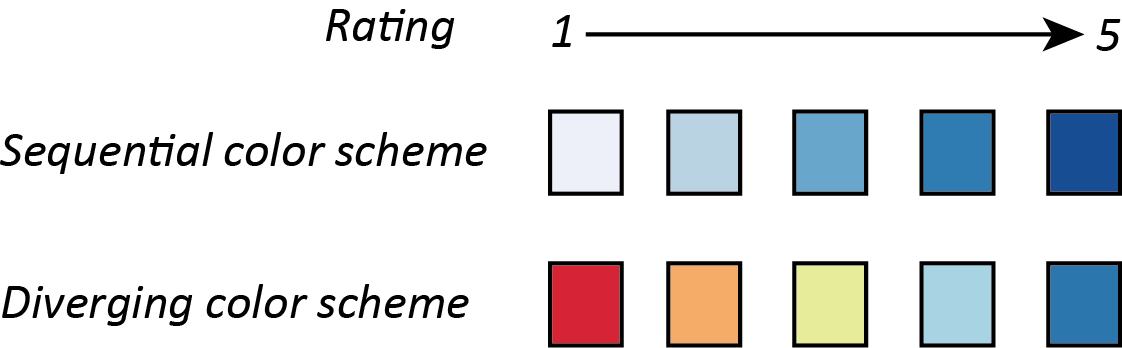 Rating 1 5
Sequential color scheme
Diverging color scheme